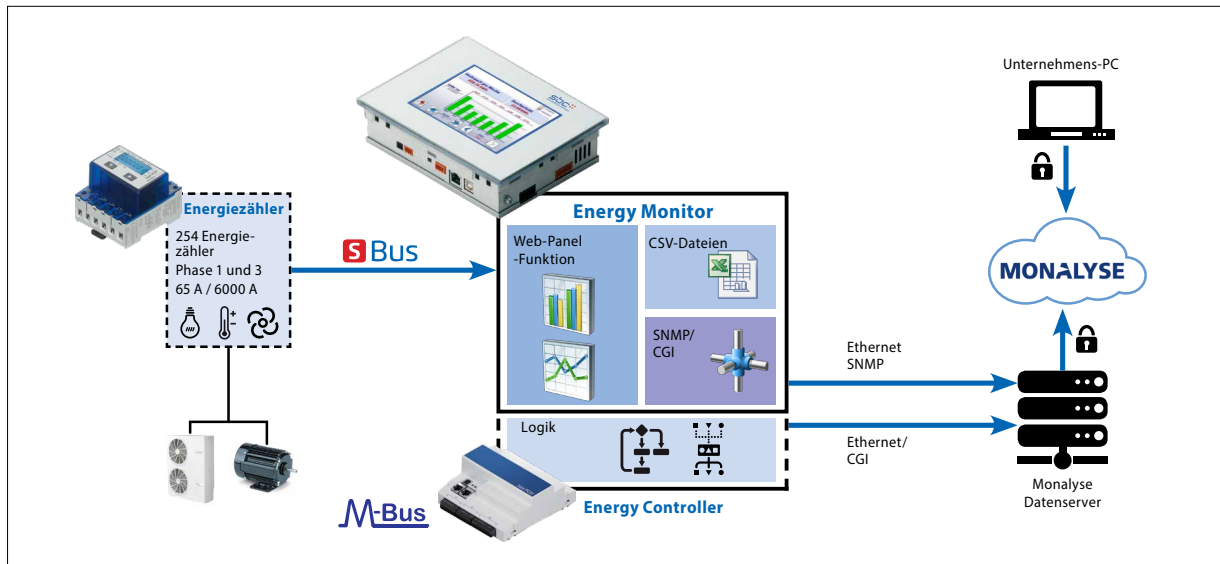 Unternehmens-PC
sbc
Energiezähler
254 Energie-
zähler
Phase 1 und 3
65 A / 6000 A
S Bus
Energy Monitor
Web-Panel
-Funktion
CSV-Dateien
SNMP/
CGI
MONALYSE
Ethernet
SNMP
Logik
Ethernet/
CGI
Monalyse
Datenserver
M-Bus
Energy Controller